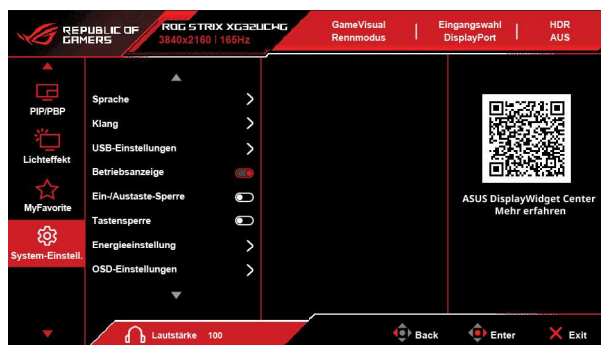 REPUBLIC OF
GAMERS
ROG STRIX XG32UCWG
3840x2160 | 165Hz
GameVisual
Rennmodus
Eingangswahl
DisplayPort
HDR
AUS
PIP/PBP
Lichteffekt
MyFavorite
System-Einstell.
Sprache
Klang
USB-Einstellungen
Betriebsanzeige
Ein-/Austaste-Sperre
Tastensperre
Energieeinstellung
OSD-Einstellungen
ASUS DisplayWidget Center
Mehr erfahren
Lautstärke 100
Back
Enter
Exit